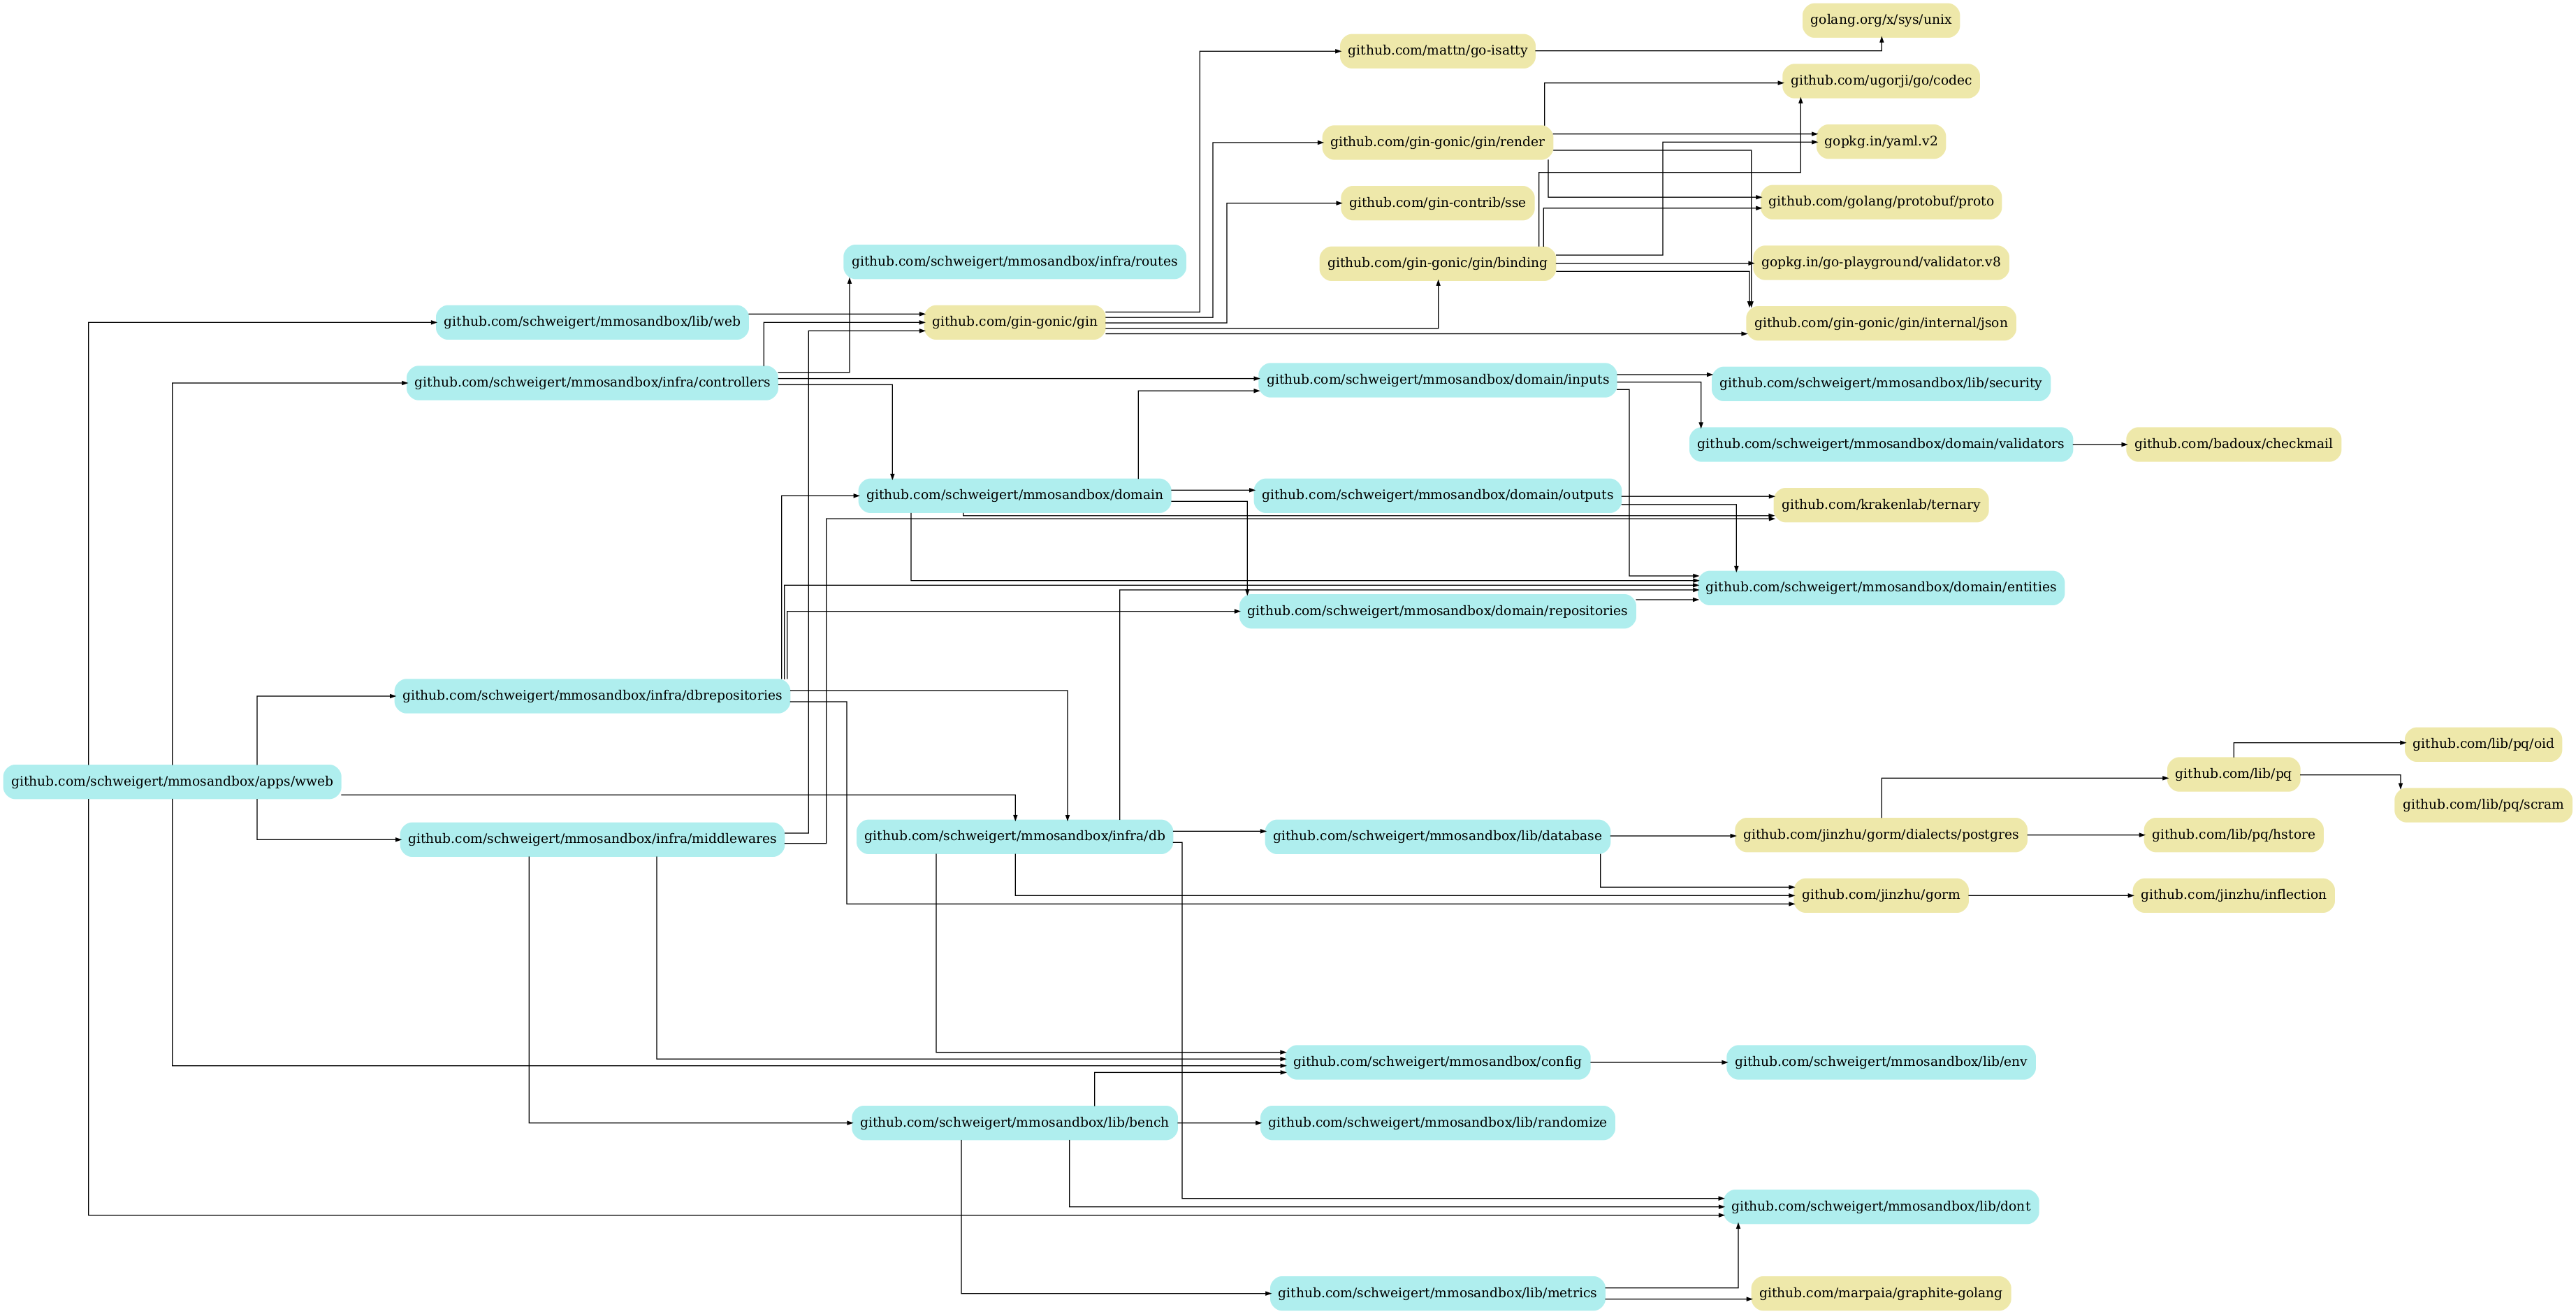 golang.org/x/sys/unix
github.com/mattn/go-isatty
github.com/ugorji/go/codec
github.com/gin-gonic/gin/render
gopkg.in/yaml.v2
github.com/gin-contrib/sse
github.com/golang/protobuf/proto
github.com/schweigert/mmosandbox/infra/routes
github.com/gin-gonic/gin/binding
gopkg.in/go-playground/validator.v8
github.com/schweigert/mmosandbox/lib/web
github.com/gin-gonic/gin
github.com/gin-gonic/gin/internal/json
github.com/schweigert/mmosandbox/infra/controllers
github.com/schweigert/mmosandbox/domain/inputs
github.com/schweigert/mmosandbox/lib/security
github.com/schweigert/mmosandbox/domain/validators
github.com/badoux/checkmail
github.com/schweigert/mmosandbox/domain
github.com/schweigert/mmosandbox/domain/outputs
github.com/krakenlab/ternary
github.com/schweigert/mmosandbox/domain/entities
github.com/schweigert/mmosandbox/domain/repositories
github.com/schweigert/mmosandbox/infra/dbrepositories
github.com/lib/pq/oid
github.com/schweigert/mmosandbox/apps/wweb
github.com/lib/pq
github.com/lib/pq/scram
github.com/schweigert/mmosandbox/infra/middlewares
github.com/schweigert/mmosandbox/infra/db
github.com/schweigert/mmosandbox/lib/database
github.com/jinzhu/gorm/dialects/postgres
github.com/lib/pq/hstore
github.com/jinzhu/gorm
github.com/jinzhu/inflection
github.com/schweigert/mmosandbox/config
github.com/schweigert/mmosandbox/lib/env
github.com/schweigert/mmosandbox/lib/bench
github.com/schweigert/mmosandbox/lib/randomize
github.com/schweigert/mmosandbox/lib/dont
github.com/schweigert/mmosandbox/lib/metrics
github.com/marpaia/graphite-golang